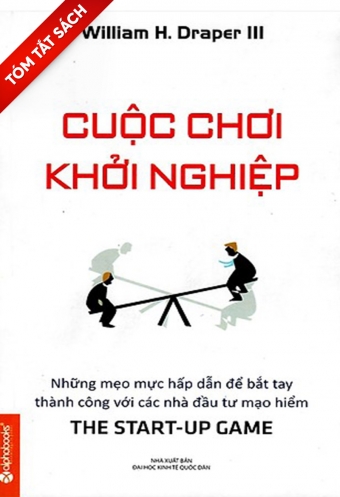 TÓM TẮT SÁCH
William H. Draper III
CUỘC CHƠI
KHỞI NGHIỆP
Những mẹo mực hấp dẫn để bắt tay
thành công với các nhà đầu tư mạo hiểm
THE START-UP GAME
alphabooks
NHÀ XUẤT BẢN
ĐẠI HỌC KINH TẾ QUỐC DÂN